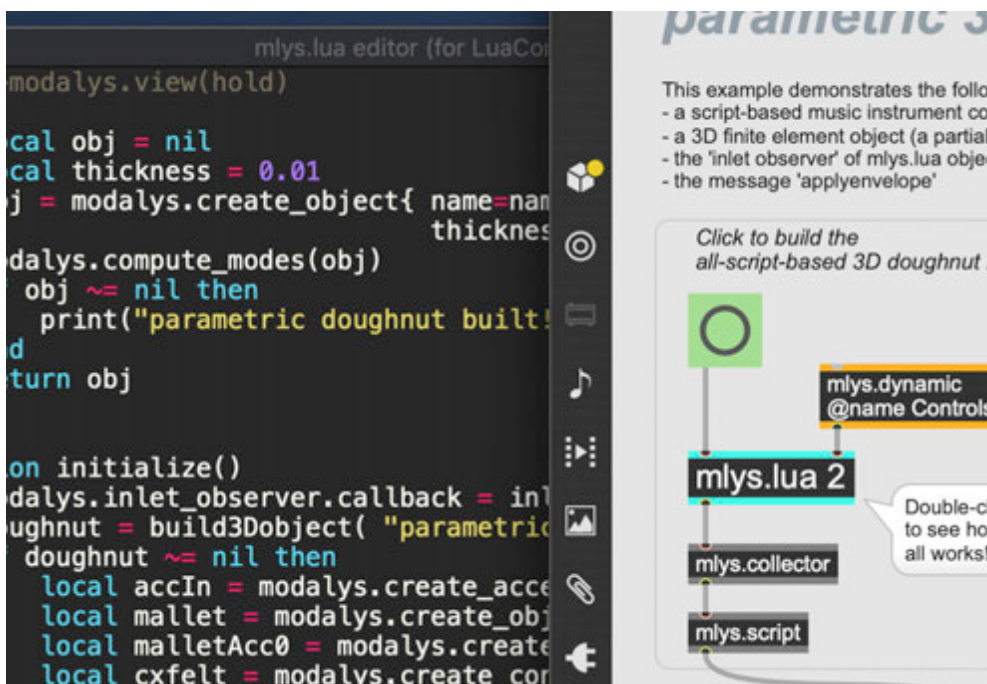 mlys.lua editor (for LuaCo
modalys.view(hold)
cal obj = nil
cal thickness = 0.01
j = modalys.create_object{ name=nam
thicknes
dalys.compute_modes(obj)
obj ~= nil then
print("parametric doughnut built!
d
turn obj
on initialize()
dalys.inlet_observer.callback = inl
ughnut = build3Dobject( "parametric
doughnut ~= nil then
local accIn = modalys.create_acce
local mallet = modalys.create_obj
local malletAcc0 = modalys.create
local cxfelt = modalys.create_con
parametric 3
This example demonstrates the follo
- a script-based music instrument co
- a 3D finite element object (a partial
- the 'inlet observer' of mlys.lua objec
- the message 'applyenvelope'
Click to build the
all-script-based 3D doughnut
mlys.dynamic
@name Controls
mlys.lua 2
Double-cl
to see ho
all works!
mlys.collector
mlys.script